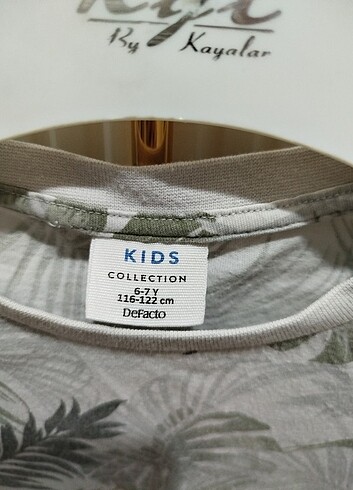 By Kayalar
KIDS
COLLECTION
6-7 Y
116-122 cm
DeFacto